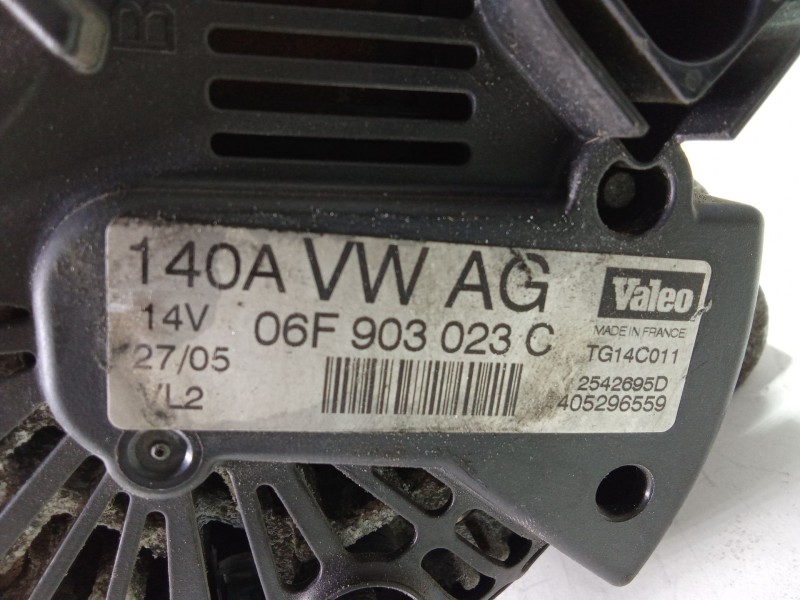 B
140A VW AG
Valeo
14V 06F 903 023 C
MADE IN FRANCE
27/05
TG14C011
VL2
2542695D
405296559